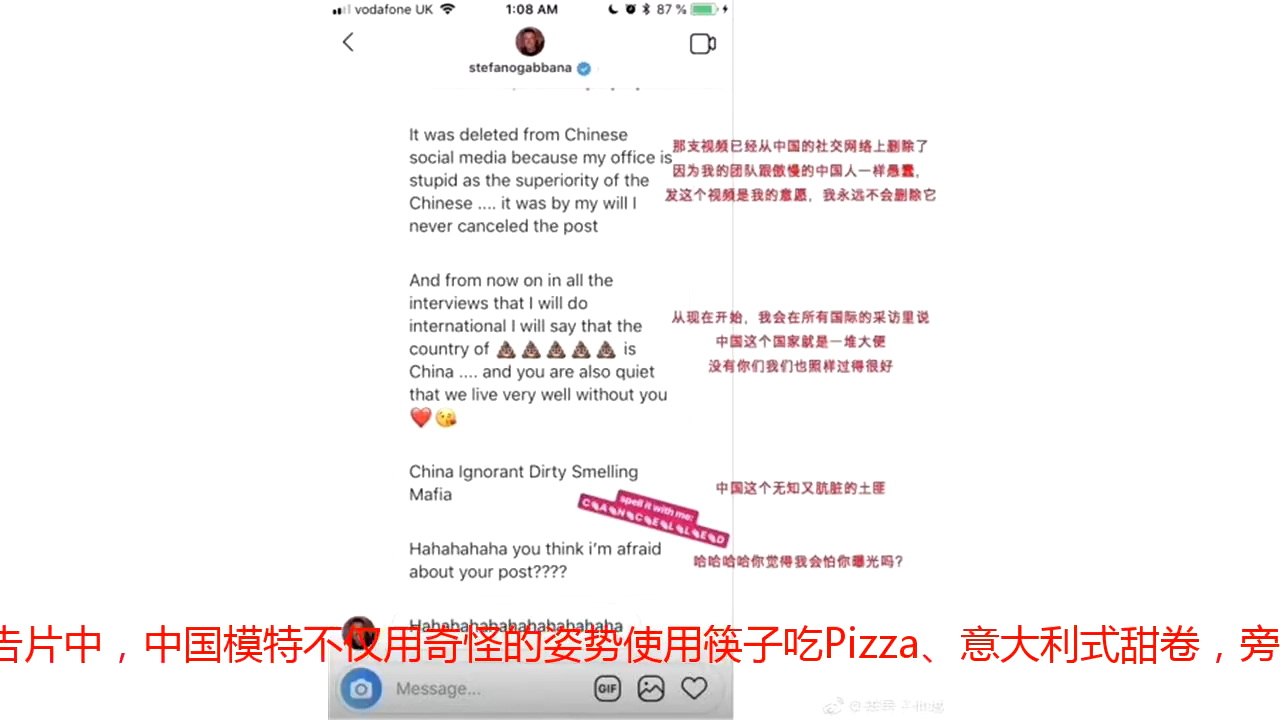 vodafone UK
1:08 AM
87 %
stefanogabbana
It was deleted from Chinese
social media because my office is
stupid as the superiority of the
Chinese .... it was by my will I
never canceled the post
那支视频已经从中国的社交网络上删除了
因为我的团队跟傲慢的中国人一样愚蠢，
发这个视频是我的意愿，我永远不会删除它
And from now on in all the
interviews that I will do
international I will say that the
country of 💩💩💩💩💩 is
China .... and you are also quiet
that we live very well without you
❤️😘
从现在开始，我会在所有国际的采访里说
中国这个国家就是一堆大便
没有你们我们也照样过得很好
China Ignorant Dirty Smelling
Mafia
中国这个无知又肮脏的土匪
spell it with me:
C A N C E L L E D
Hahahahaha you think i’m afraid
about your post????
哈哈哈哈你觉得我会怕你曝光吗？
Hahahahahahahahahahaha
告片中，中国模特不仅用奇怪的姿势使用筷子吃Pizza、意大利式甜卷，旁
Message...
GIF